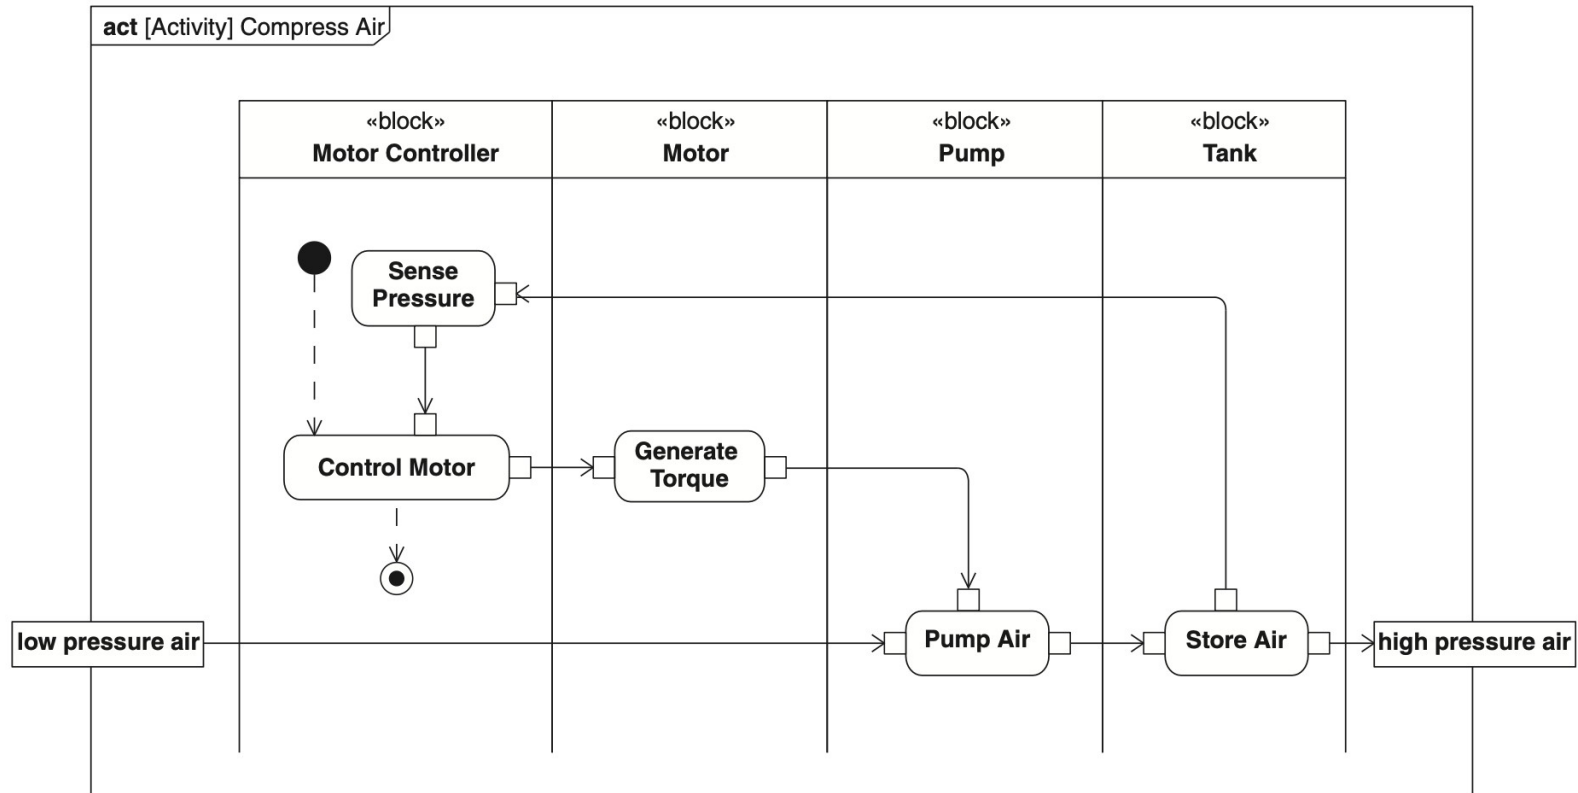 act [Activity] Compress Air
«block»
Motor Controller
«block»
Motor
«block»
Pump
«block»
Tank
Sense
Pressure
Control Motor
Generate
Torque
low pressure air
Pump Air
Store Air
high pressure air